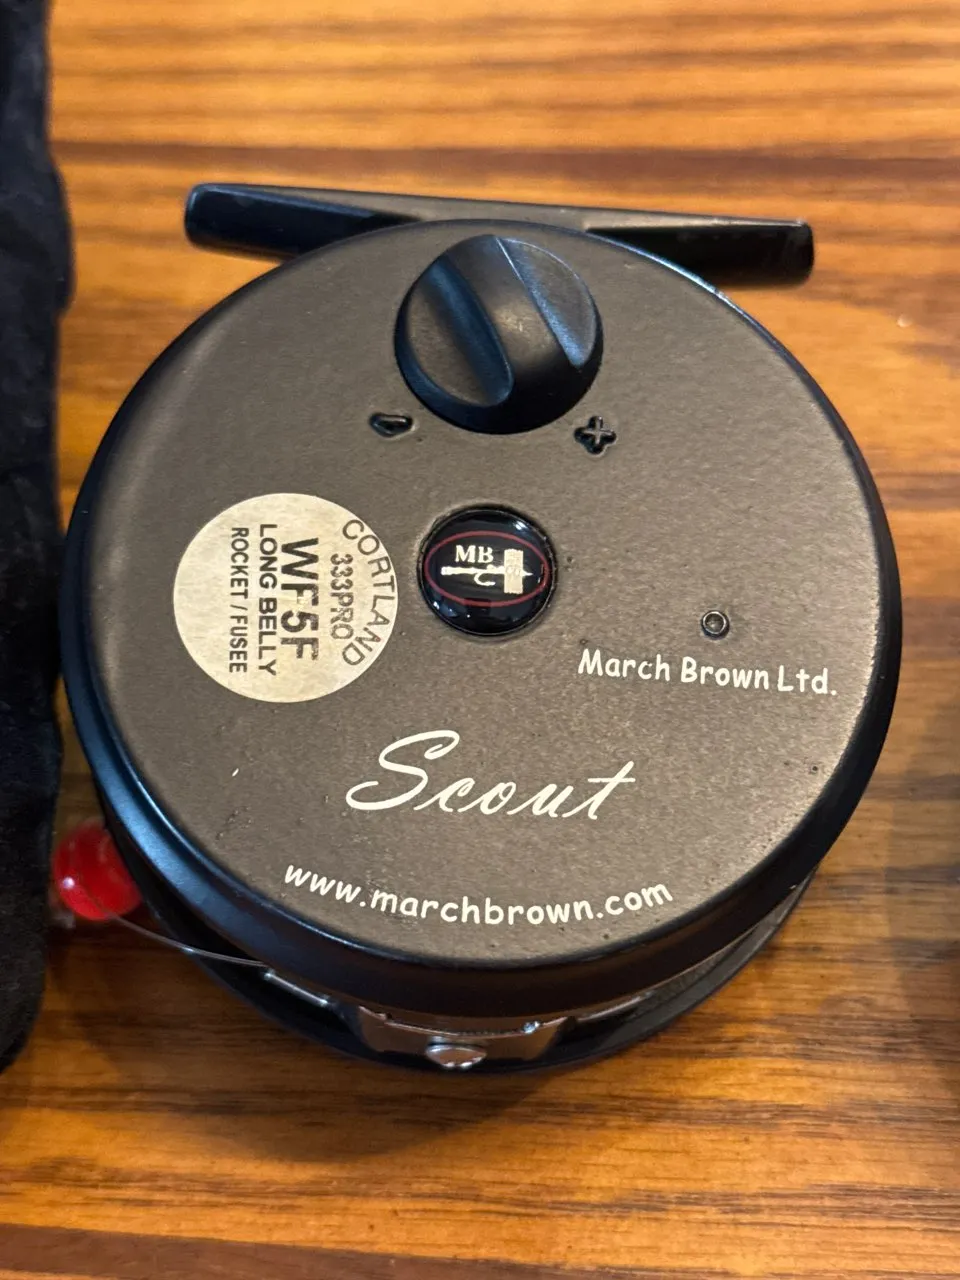 CORTLAND
333PRO
WF5F
LONG BELLY
ROCKET / FUSEE
MB
March Brown Ltd.
Scout
www.marchbrown.com